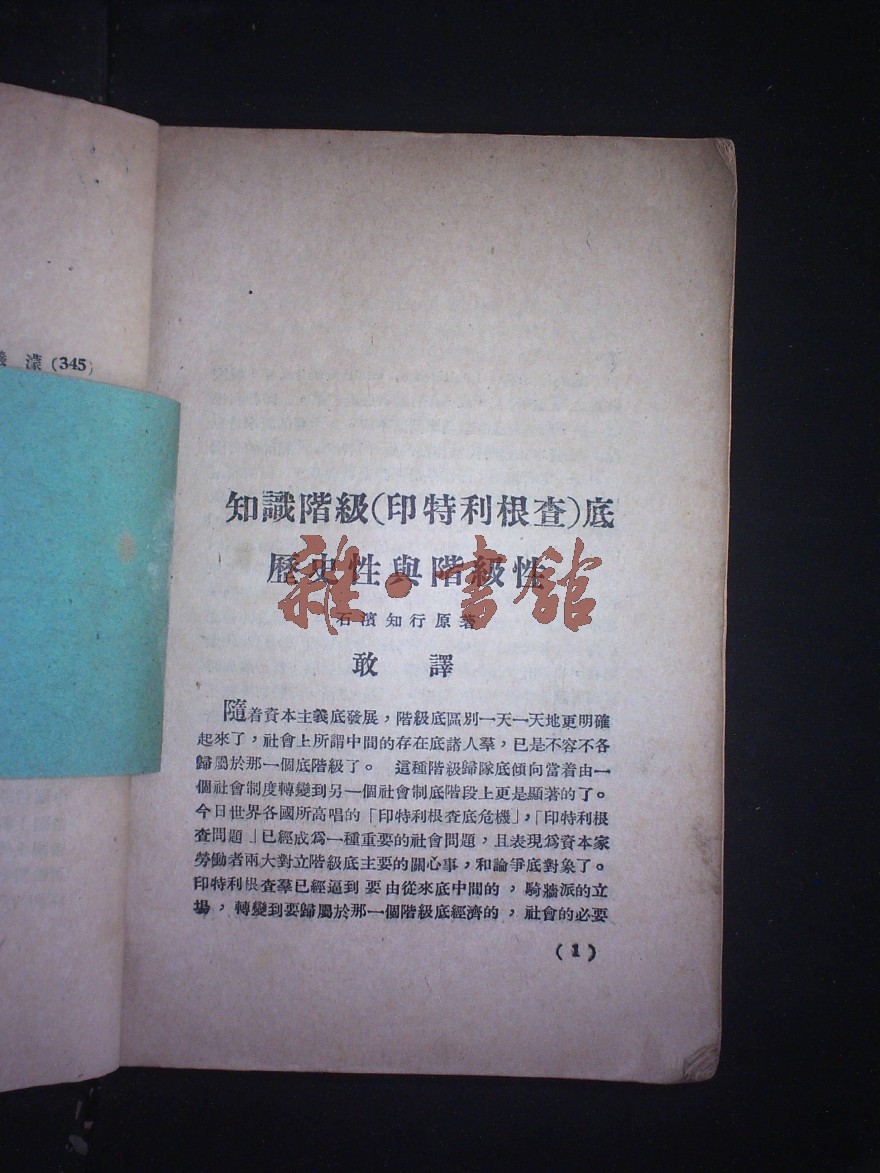 濛 (345)
知識階級(印特利根查)底
歷史性與階級性
石濱知行原著
敢 譯
隨着資本主義底發展，階級底區別一天一天地更明確
起來了，社會上所謂中間的存在底諸人羣，已是不容不各
歸屬於那一個底階級了。 這種階級歸隊底傾向當着由一
個社會制度轉變到另一個社會制底階段上更是顯著的了。
今日世界各國所高唱的「印特利根查底危機」，「印特利根
查問題」已經成爲一種重要的社會問題，且表現爲資本家
勞働者兩大對立階級底主要的關心事，和論爭底對象了。
印特利根查羣已經逼到要由從來底中間的，騎牆派的立
場，轉變到要歸屬於那一個階級底經濟的，社會的必要
(1)
雜·書館